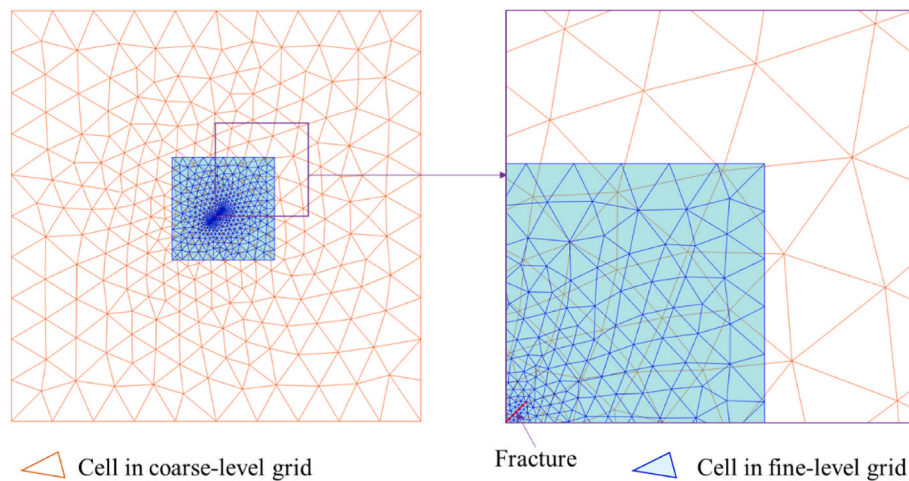 Fracture
Cell in coarse-level grid
Cell in fine-level grid